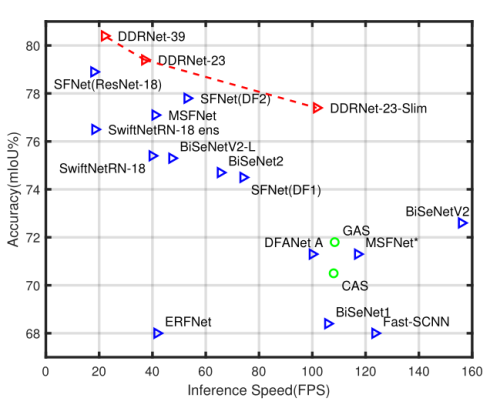 80
78
76
74
72
70
68
Accuracy(mIoU%)
DDRNet-39
DDRNet-23
SFNet(ResNet-18)
SFNet(DF2)
DDRNet-23-Slim
MSFNet
SwiftNetRN-18 ens
BiSeNetV2-L
SwiftNetRN-18
BiSeNet2
SFNet(DF1)
BiSeNetV2
GAS
DFANet A
MSFNet*
CAS
BiSeNet1
ERFNet
Fast-SCNN
0 20 40 60 80 100 120 140 160
Inference Speed(FPS)